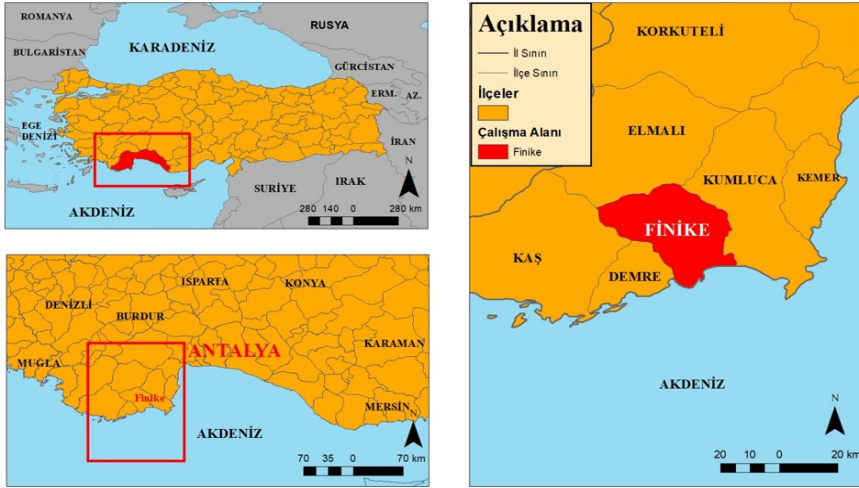 ROMANYA
RUSYA
KARADENİZ
BULGARİSTAN
GÜRCİSTAN
ERM.
AZ.
EGE
DENİZİ
İRAN
SURİYE
IRAK
AKDENİZ
N
280 140 0 280 km
ISPARTA
KONYA
DENİZLİ
BURDUR
ANTALYA
KARAMAN
MUĞLA
Finike
MERSİN
AKDENİZ
N
70 35 0 70 km
Açıklama
İl Sınırı
İlçe Sınırı
İlçeler
Çalışma Alanı
Finike
KORKUTELİ
ELMALI
KUMLUCA
KEMER
FİNİKE
KAŞ
DEMRE
AKDENİZ
N
20 10 0 20 km